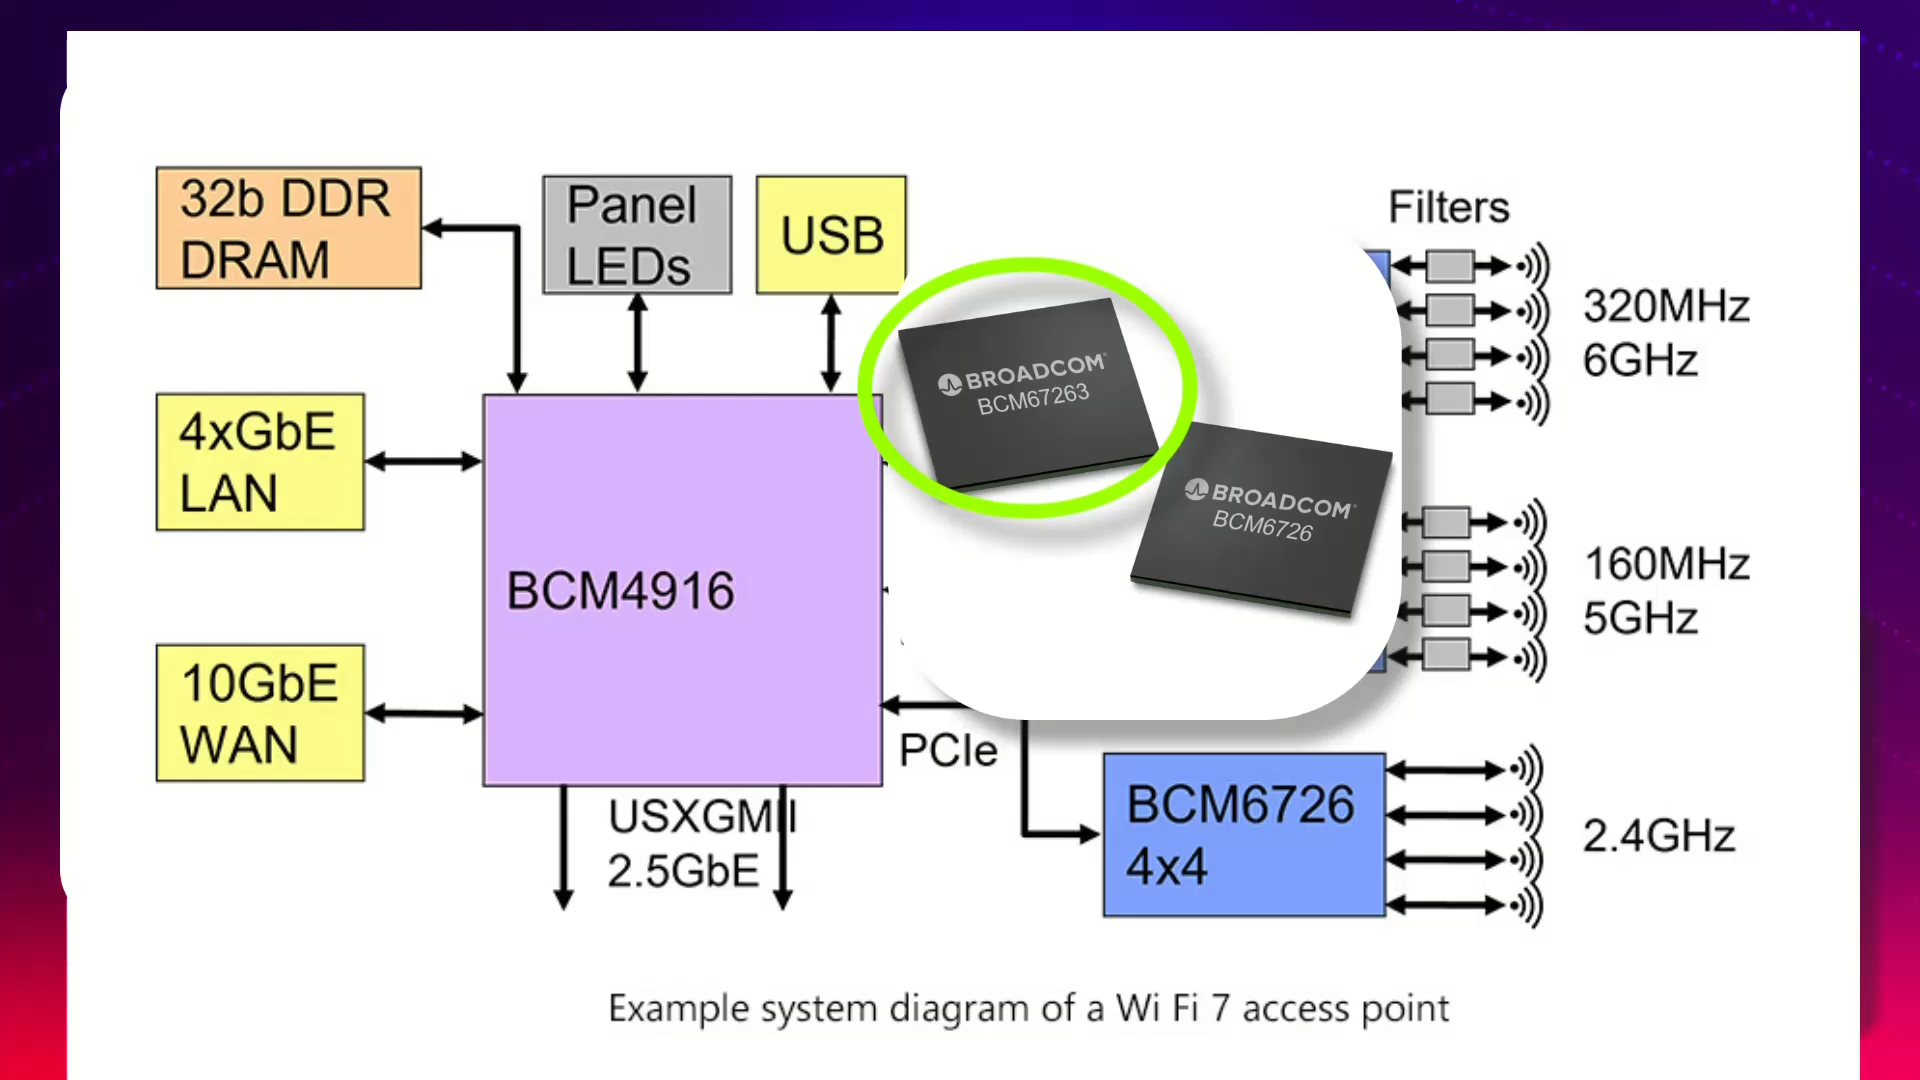 32b DDR
DRAM
Panel
LEDs
USB
Filters
320MHz
6GHz
BROADCOM
BCM67263
4xGbE
LAN
BROADCOM
BCM6726
BCM4916
160MHz
5GHz
10GbE
WAN
PCIe
USXGMII
2.5GbE
BCM6726
4x4
2.4GHz
Example system diagram of a Wi Fi 7 access point